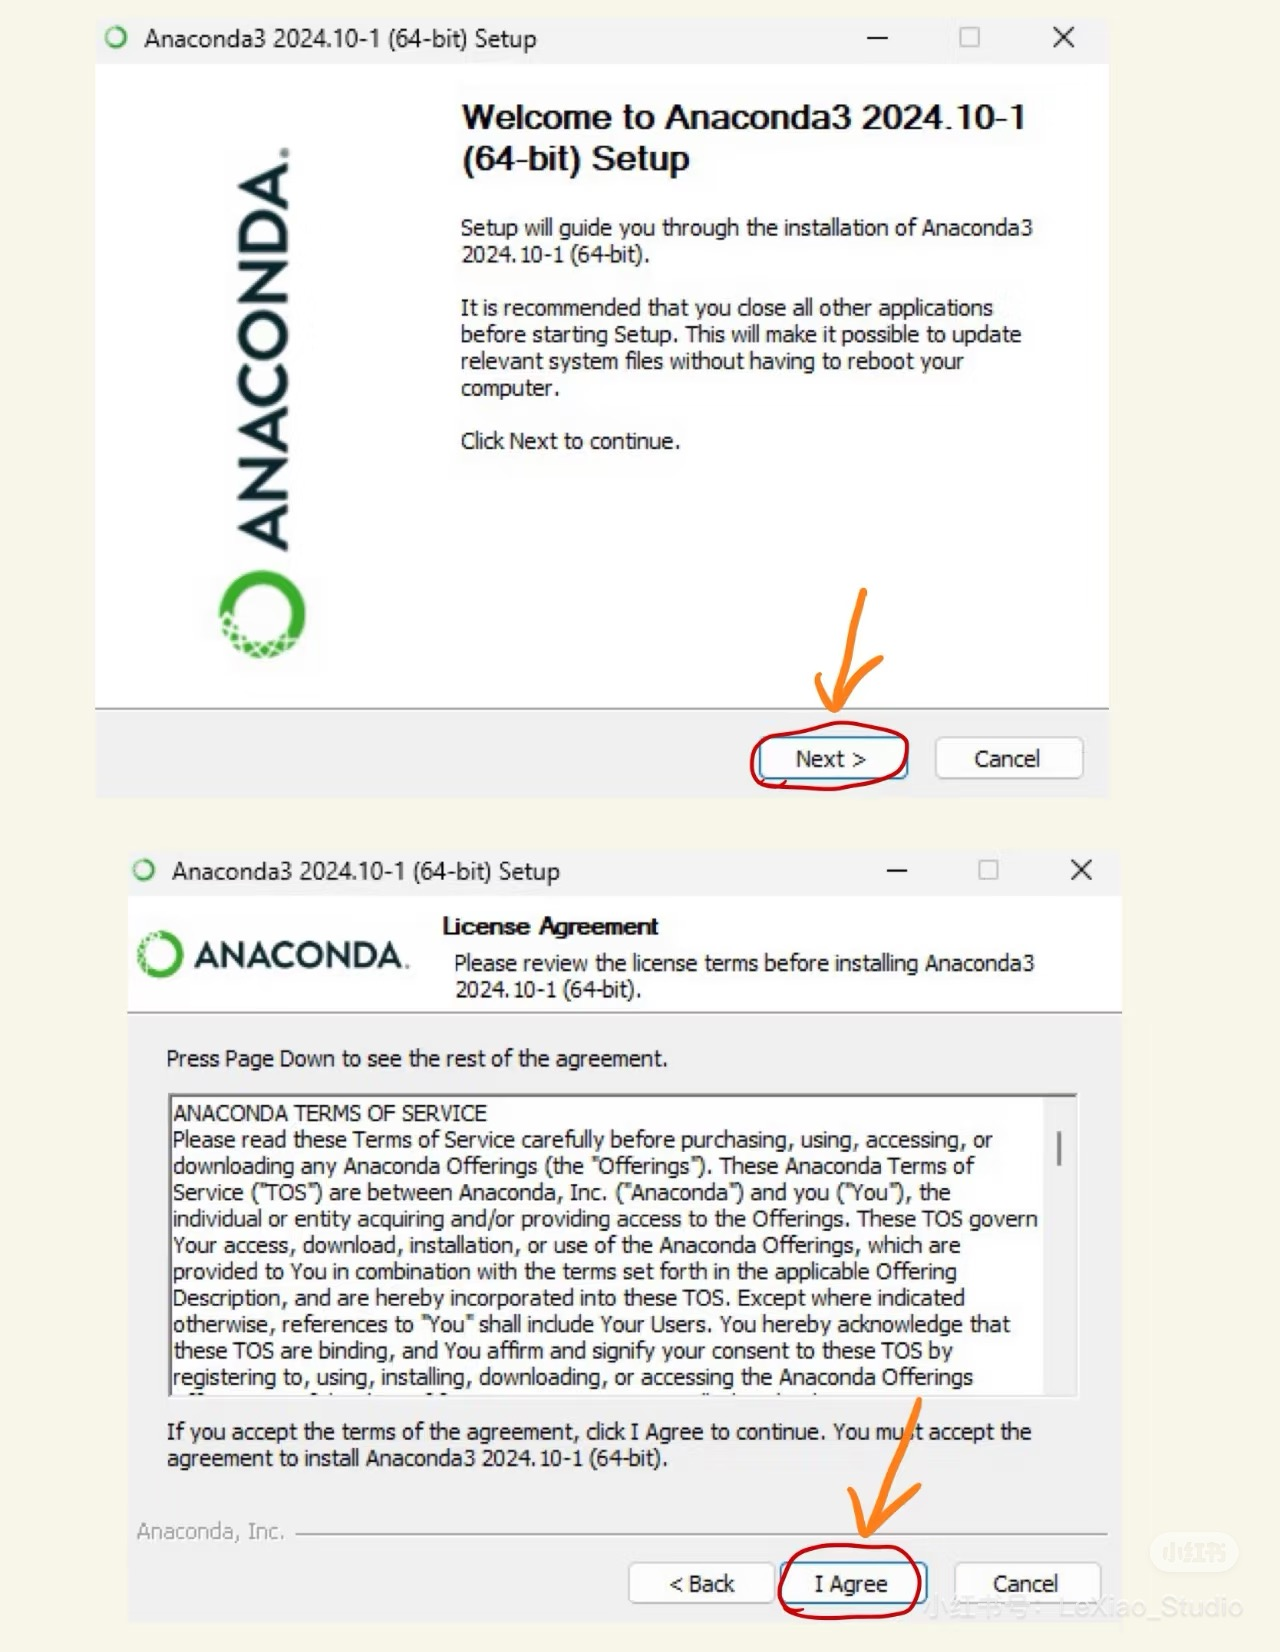 Anaconda3 2024.10-1 (64-bit) Setup
Welcome to Anaconda3 2024.10-1
(64-bit) Setup
ANACONDA.
Setup will guide you through the installation of Anaconda3
2024.10-1 (64-bit).
It is recommended that you close all other applications
before starting Setup. This will make it possible to update
relevant system files without having to reboot your
computer.
Click Next to continue.
Next >
Cancel
Anaconda3 2024.10-1 (64-bit) Setup
ANACONDA.
License Agreement
Please review the license terms before installing Anaconda3
2024.10-1 (64-bit).
Press Page Down to see the rest of the agreement.
ANACONDA TERMS OF SERVICE
Please read these Terms of Service carefully before purchasing, using, accessing, or
downloading any Anaconda Offerings (the "Offerings"). These Anaconda Terms of
Service ("TOS") are between Anaconda, Inc. ("Anaconda") and you ("You"), the
individual or entity acquiring and/or providing access to the Offerings. These TOS govern
Your access, download, installation, or use of the Anaconda Offerings, which are
provided to You in combination with the terms set forth in the applicable Offering
Description, and are hereby incorporated into these TOS. Except where indicated
otherwise, references to "You" shall include Your Users. You hereby acknowledge that
these TOS are binding, and You affirm and signify your consent to these TOS by
registering to, using, installing, downloading, or accessing the Anaconda Offerings
If you accept the terms of the agreement, click I Agree to continue. You must accept the
agreement to install Anaconda3 2024.10-1 (64-bit).
Anaconda, Inc.
< Back
I Agree
Cancel
小红书
小红书号: LeXiao_Studio